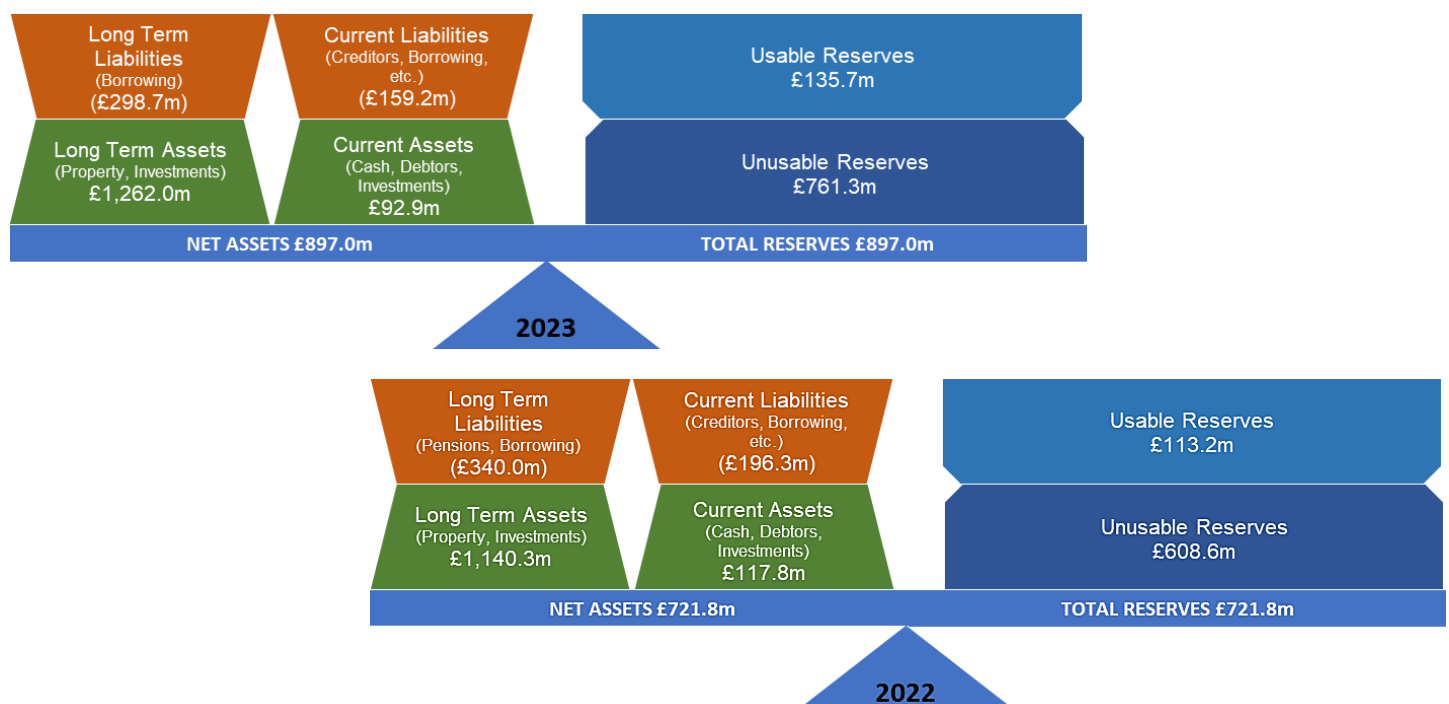 Long Term
Liabilities
(Borrowing)
(£298.7m)
Current Liabilities
(Creditors, Borrowing,
etc.)
(£159.2m)
Usable Reserves
£135.7m
Long Term Assets
(Property, Investments)
£1,262.0m
Current Assets
(Cash, Debtors,
Investments)
£92.9m
Unusable Reserves
£761.3m
NET ASSETS £897.0m
TOTAL RESERVES £897.0m
2023
Long Term
Liabilities
(Pensions, Borrowing)
(£340.0m)
Current Liabilities
(Creditors, Borrowing,
etc.)
(£196.3m)
Usable Reserves
£113.2m
Long Term Assets
(Property, Investments)
£1,140.3m
Current Assets
(Cash, Debtors,
Investments)
£117.8m
Unusable Reserves
£608.6m
NET ASSETS £721.8m
TOTAL RESERVES £721.8m
2022